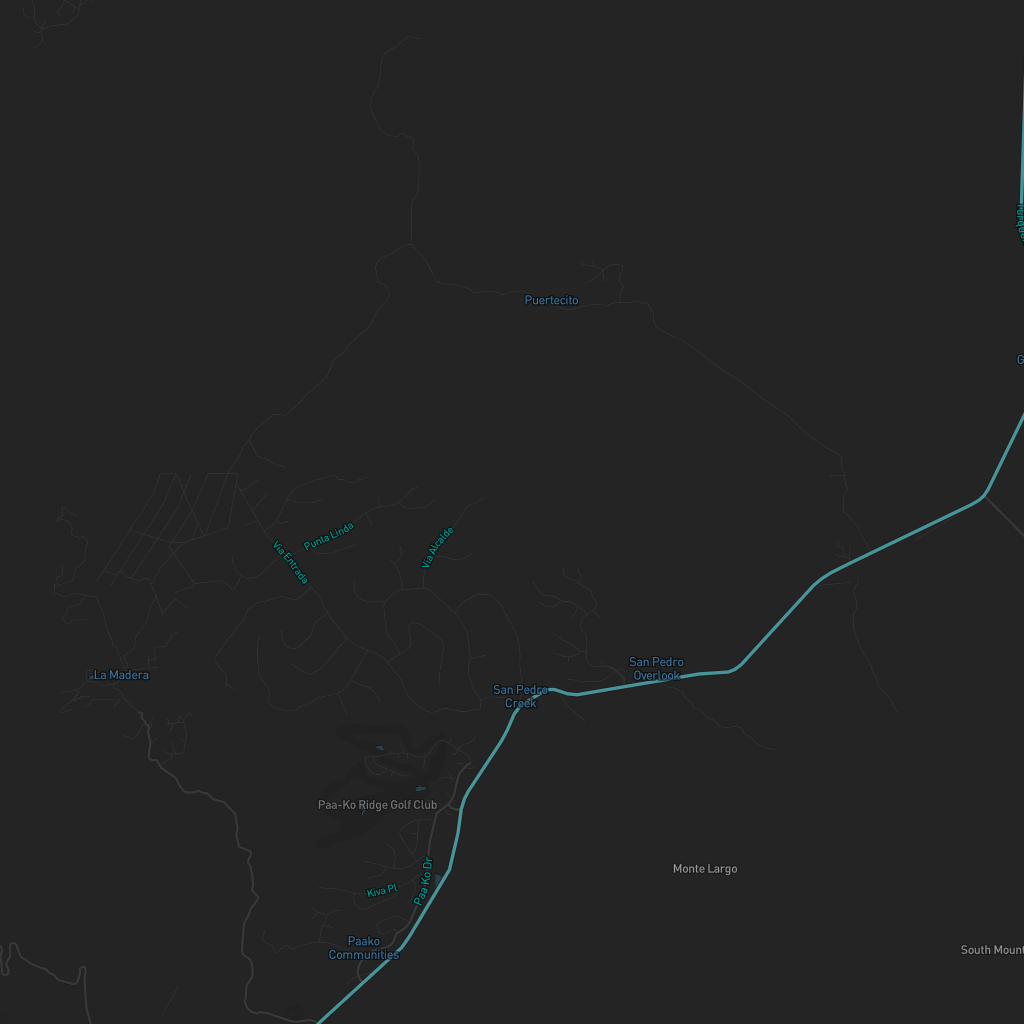 Puertecito
G
Punta Linda
Via Alcalde
Via Entrada
San Pedro
Overlook
La Madera
San Pedro
Creek
Paa-Ko Ridge Golf Club
Monte Largo
Paa Ko Dr
Kiva Pl
Paako
Communities
South Mount